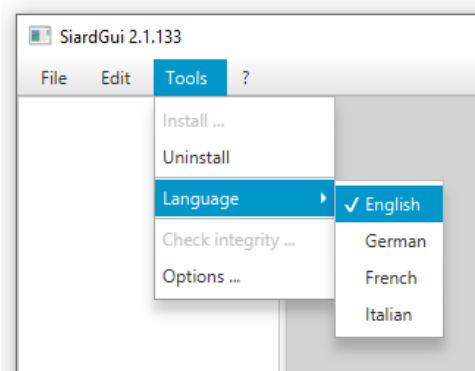 SiardGui 2.1.133
File Edit Tools ?
Install ...
Uninstall
Language
Check integrity ...
Options ...
English
German
French
Italian